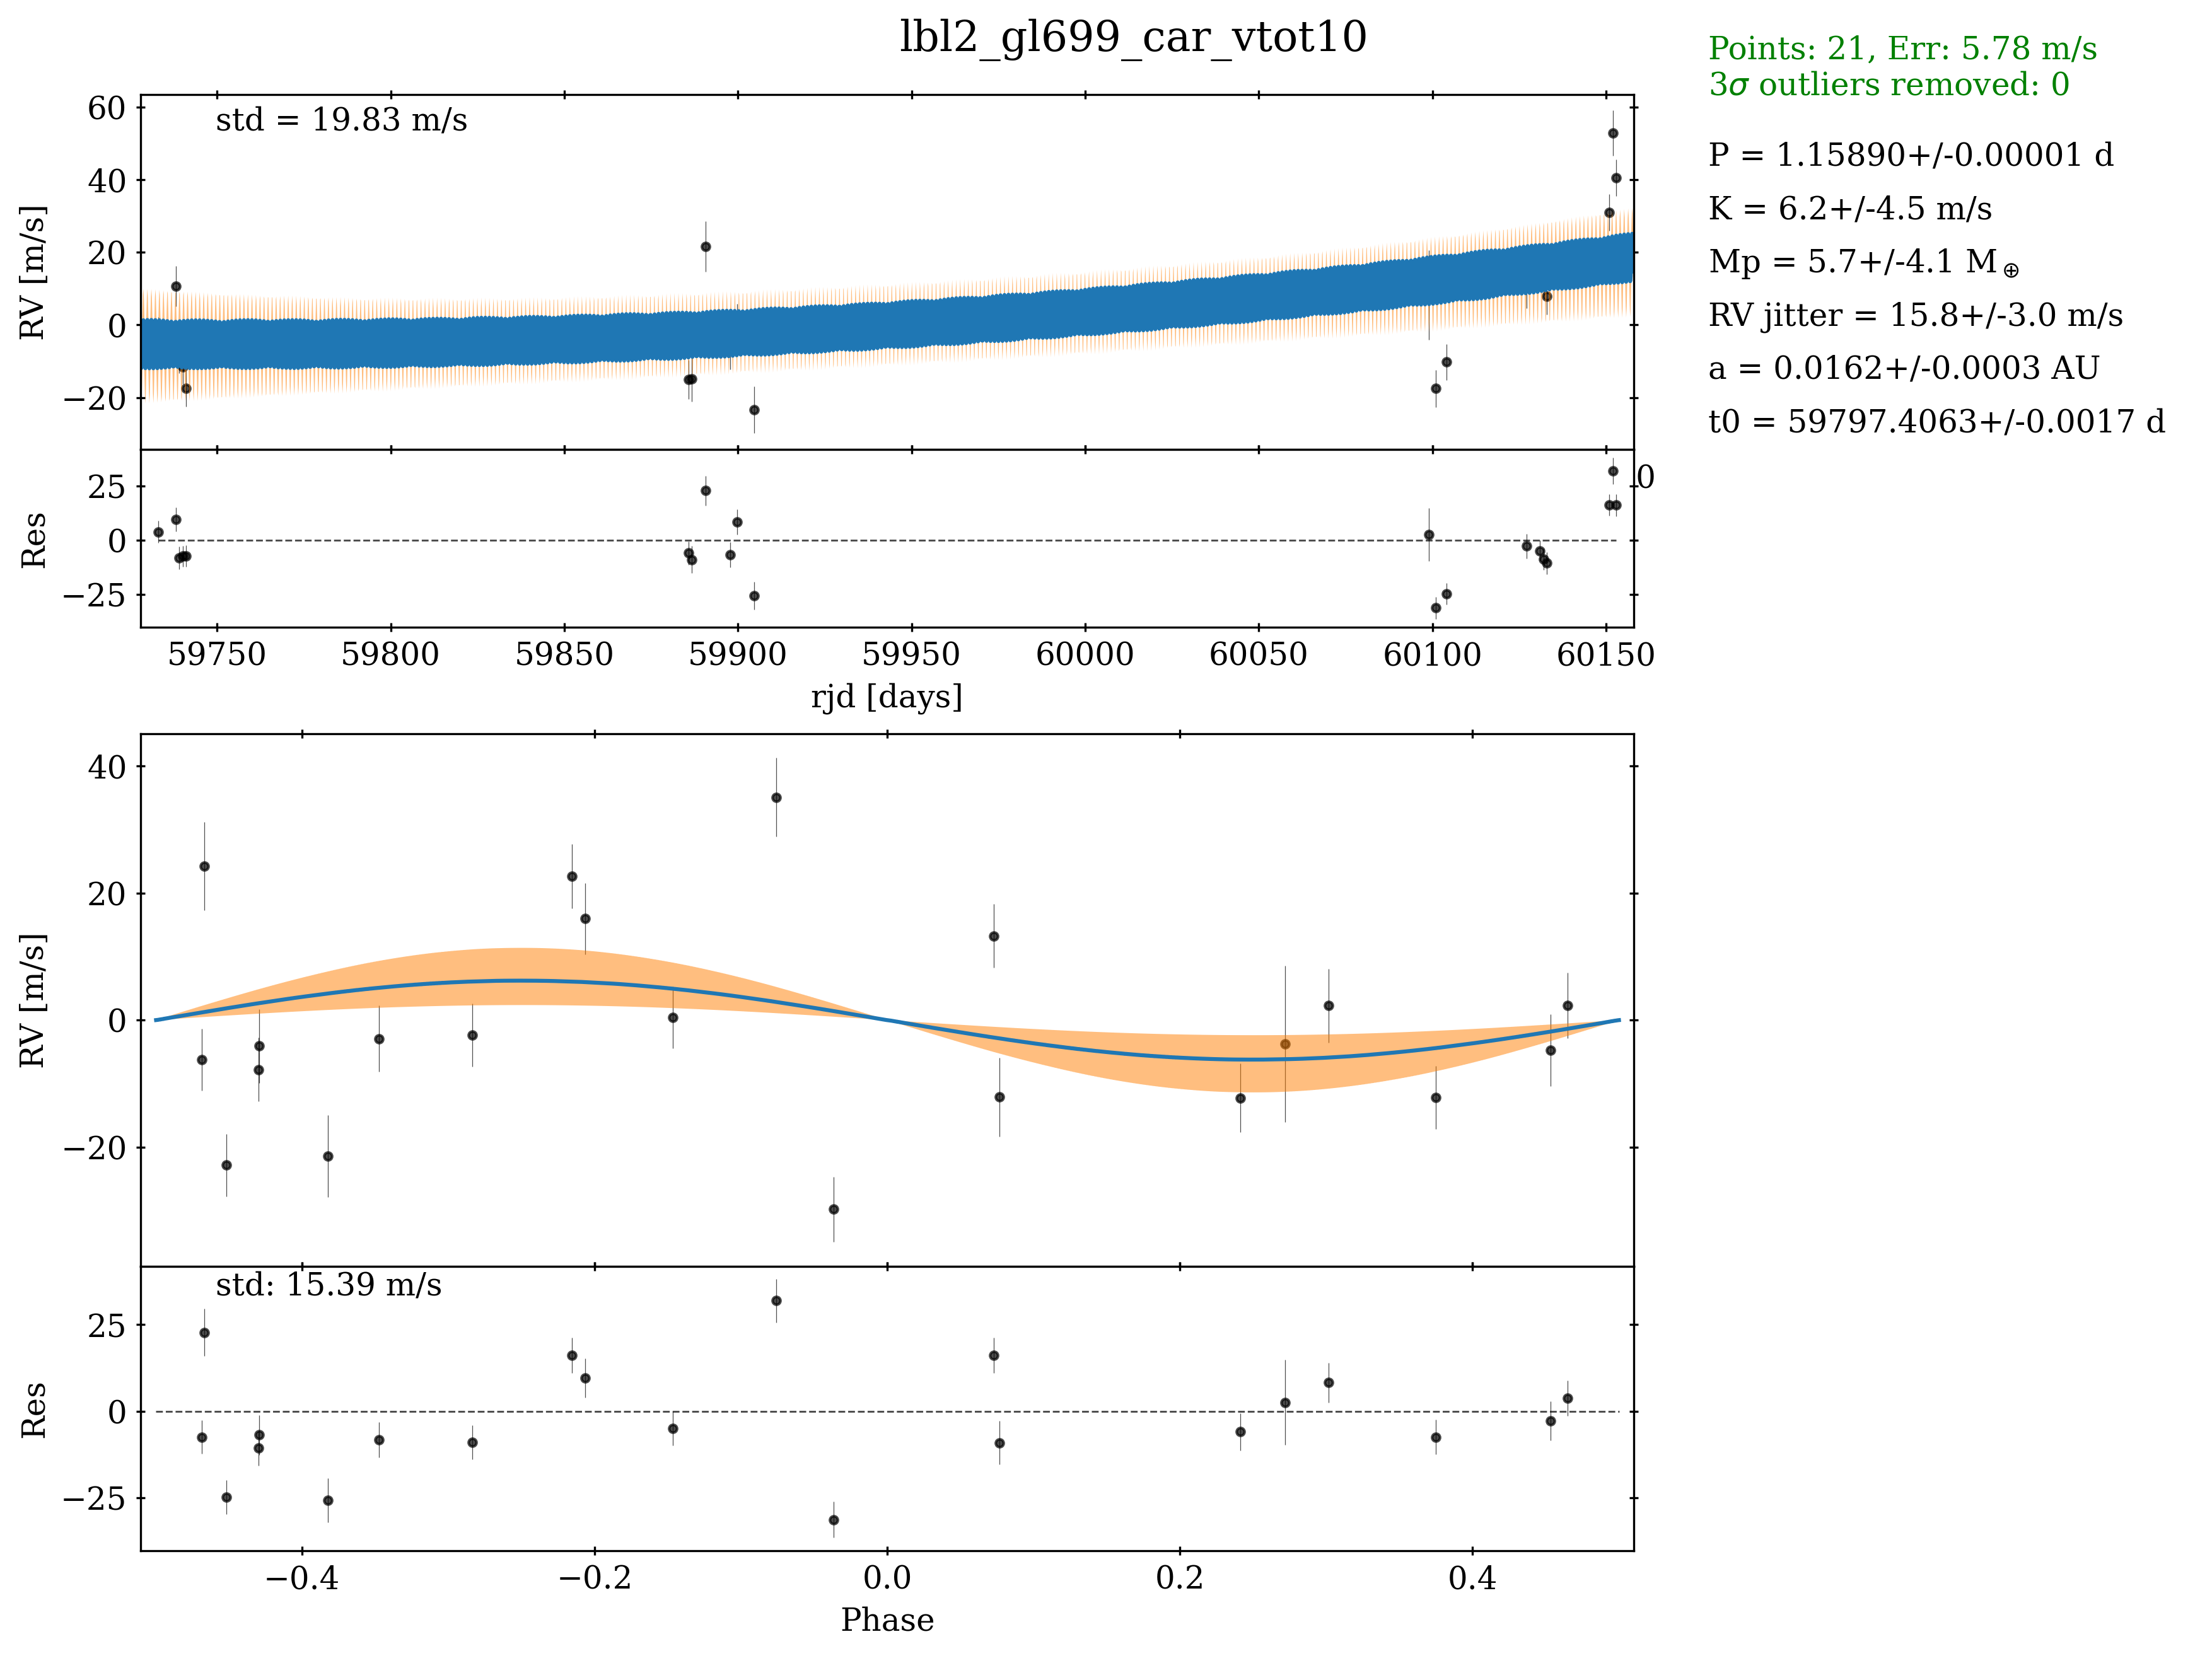 lbl2_gl699_car_vtot10
Points: 21, Err: 5.78 m/s
3σ outliers removed: 0
P = 1.15890+/-0.00001 d
K = 6.2+/-4.5 m/s
Mp = 5.7+/-4.1 M⊕
RV jitter = 15.8+/-3.0 m/s
a = 0.0162+/-0.0003 AU
t0 = 59797.4063+/-0.0017 d
std = 19.83 m/s
RV [m/s]
60
40
20
0
−20
0
Res
25
0
−25
59750 59800 59850 59900 59950 60000 60050 60100 60150
rjd [days]
RV [m/s]
40
20
0
−20
std: 15.39 m/s
Res
25
0
−25
−0.4 −0.2 0.0 0.2 0.4
Phase